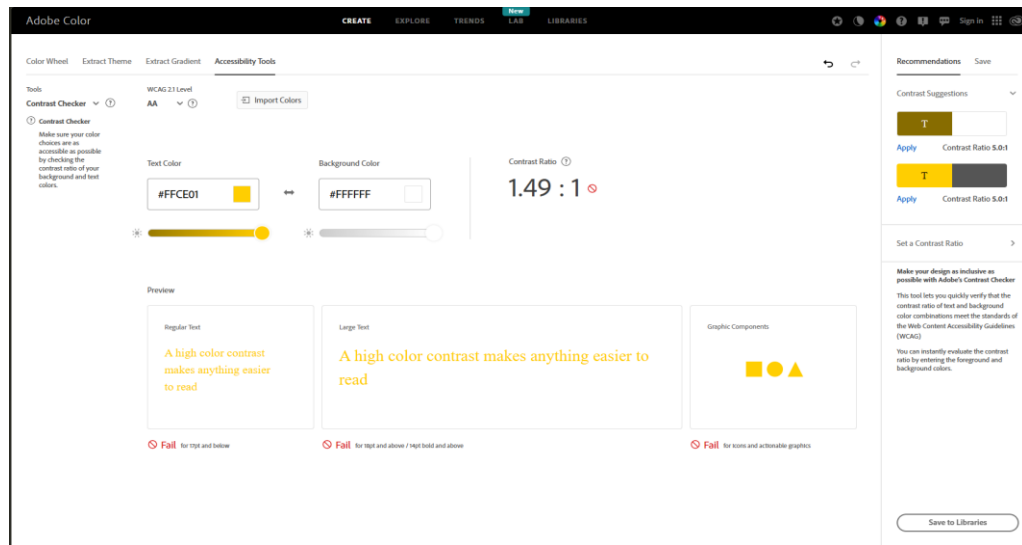 Adobe Color
CREATE
EXPLORE
TRENDS
New
LAB
LIBRARIES
Sign in
Color Wheel
Extract Theme
Extract Gradient
Accessibility Tools
Recommendations
Save
Tools
Contrast Checker
WCAG 2.1 Level
AA
Import Colors
Contrast Checker
Make sure your color
choices are as
accessible as possible
by checking the
contrast ratio of your
background and text
colors.
Text Color
#FFCE01
Background Color
#FFFFFF
Contrast Ratio
1.49 : 1
Contrast Suggestions
T
Apply
Contrast Ratio 5.0:1
T
Apply
Contrast Ratio 5.0:1
Set a Contrast Ratio
Make your design as inclusive as
possible with Adobe's Contrast Checker
This tool lets you quickly verify that the
contrast ratio of text and background
color combinations meet the standards of
the Web Content Accessibility Guidelines
(WCAG)
You can instantly evaluate the contrast
ratio by entering the foreground and
background colors.
Preview
Regular Text
A high color contrast
makes anything easier
to read
Fail for 17pt and below
Large Text
A high color contrast makes anything easier to
read
Fail for 18pt and above / 14pt bold and above
Graphic Components
Fail for icons and actionable graphics
Save to Libraries